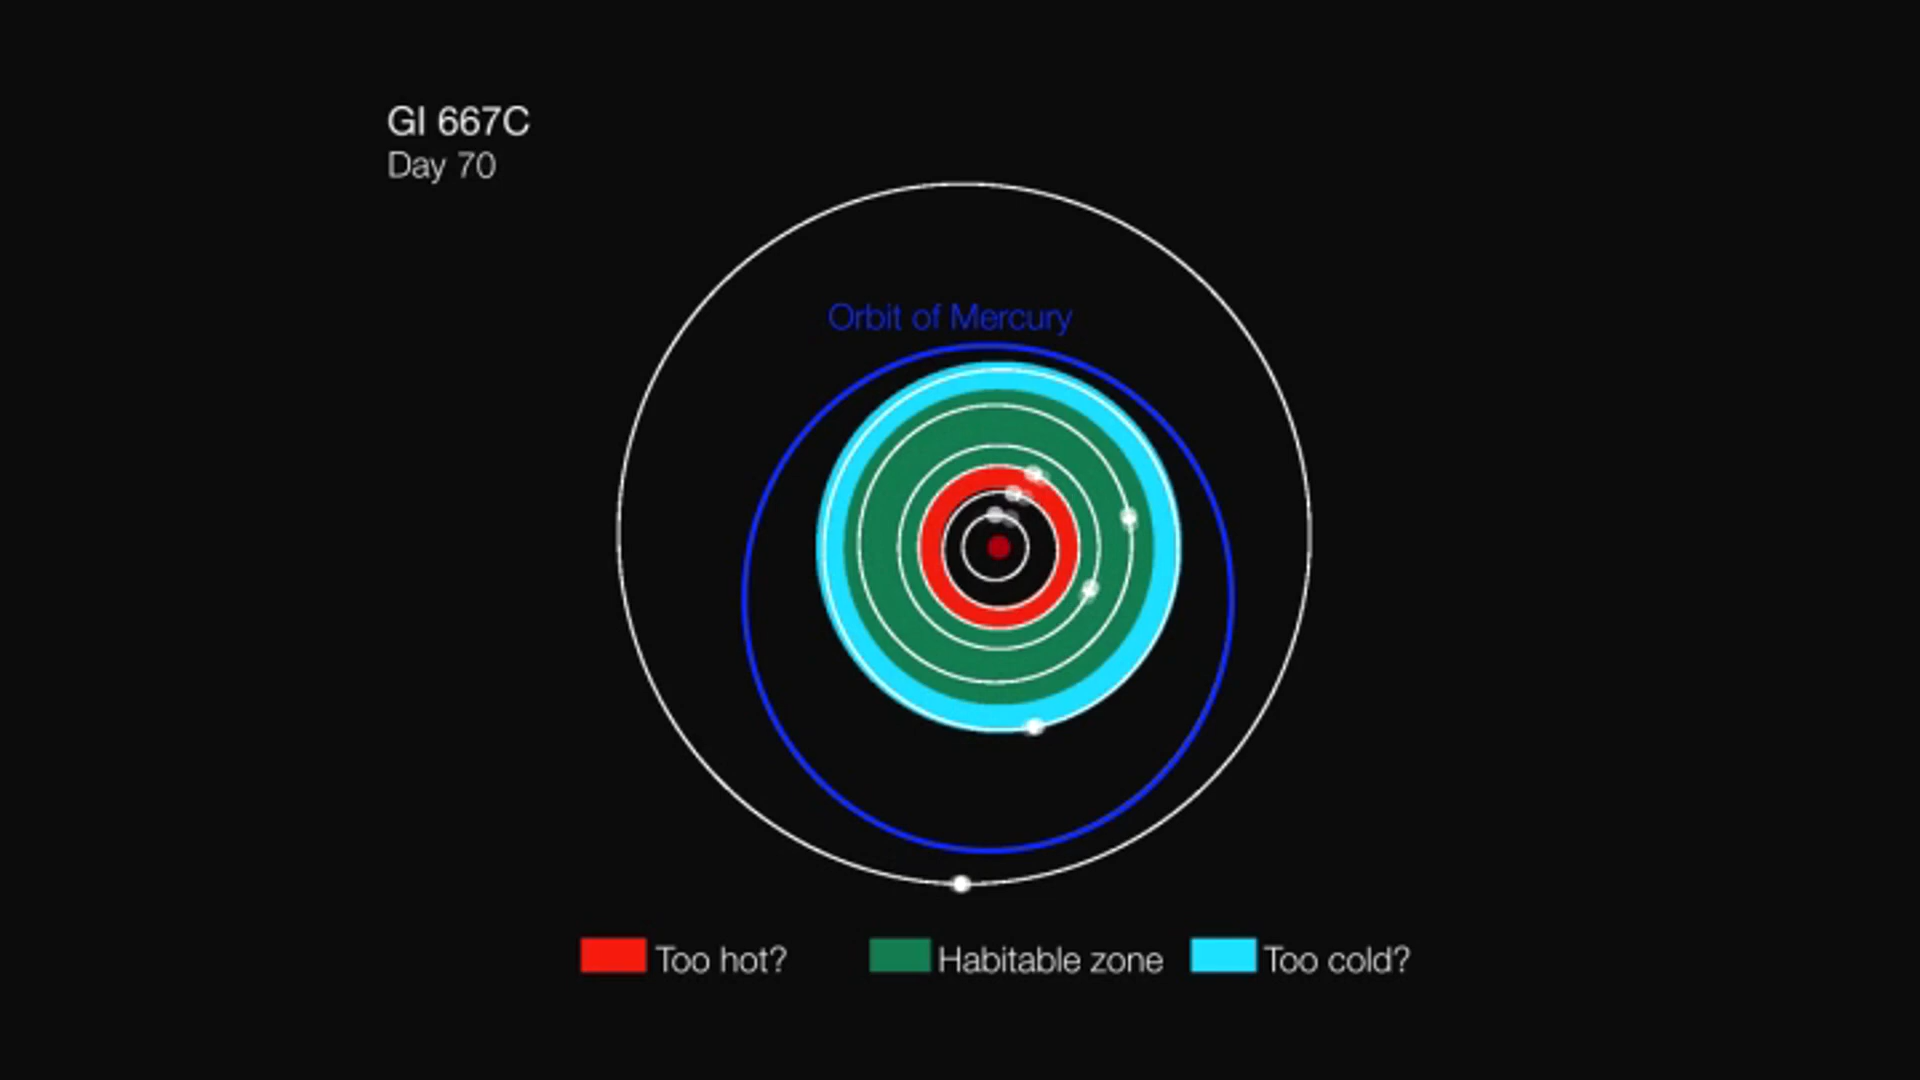 Gl 667C
Day 70
Orbit of Mercury
Too hot?
Habitable zone
Too cold?